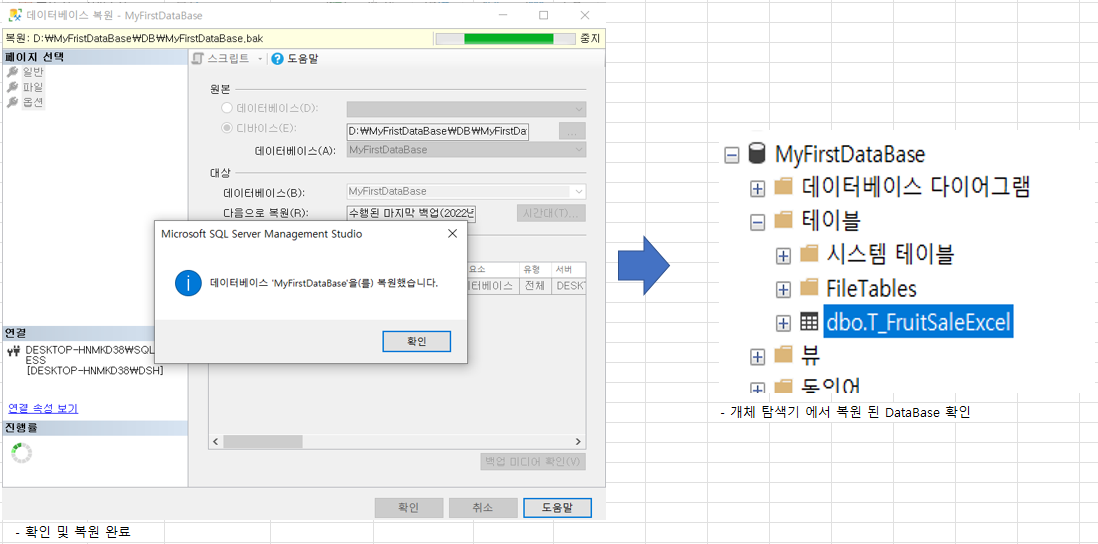 데이터베이스 복원 - MyFirstDataBase
복원: D:₩MyFristDataBase₩DB₩MyFirstDataBase,bak
중지
페이지 선택
일반
파일
옵션
스크립트
도움말
원본
데이터베이스(D):
디바이스(E):
D:₩MyFristDataBase₩DB₩MyFirstDa
...
데이터베이스(A):
MyFirstDataBase
대상
데이터베이스(B):
MyFirstDataBase
다음으로 복원(R):
수행된 마지막 백업(2022년
시간대(T)...
Microsoft SQL Server Management Studio
데이터베이스 'MyFirstDataBase'을(를) 복원했습니다.
확인
요소
유형
서버
전체
DESKT
연결
DESKTOP-HNMKD38₩SQL
ESS
[DESKTOP-HNMKD38₩DSH]
연결 속성 보기
진행률
백업 미디어 확인(V)
확인
취소
도움말
- 확인 및 복원 완료
MyFirstDataBase
데이터베이스 다이어그램
테이블
시스템 테이블
FileTables
dbo.T_FruitSaleExcel
뷰
동의어
- 개체 탐색기 에서 복원 된 DataBase 확인